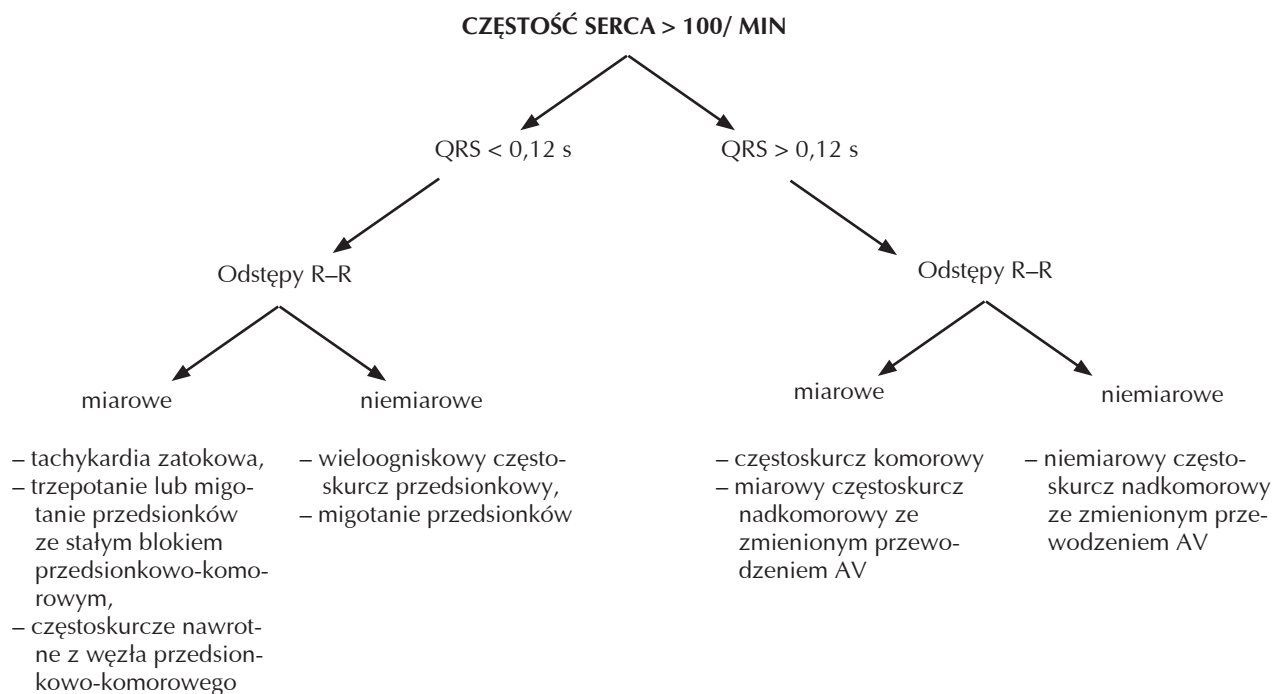 CZĘSTOŚĆ SERCA > 100/ MIN
QRS < 0,12 s
QRS > 0,12 s
Odstępy R–R
Odstępy R–R
miarowe
niemiarowe
miarowe
niemiarowe
– tachykardia zatokowa,
– trzepotanie lub migo-
tanie przedsionków
ze stałym blokiem
przedsionkowo-komo-
rowym,
– częstoskurcze nawrot-
ne z węzła przedsion-
kowo-komorowego
– wieloogniskowy często-
skurcz przedsionkowy,
– migotanie przedsionków
– częstoskurcz komorowy
– miarowy częstoskurcz
nadkomorowy ze
zmienionym przewo-
dzeniem AV
– niemiarowy często-
skurcz nadkomorowy
ze zmienionym prze-
wodzeniem AV